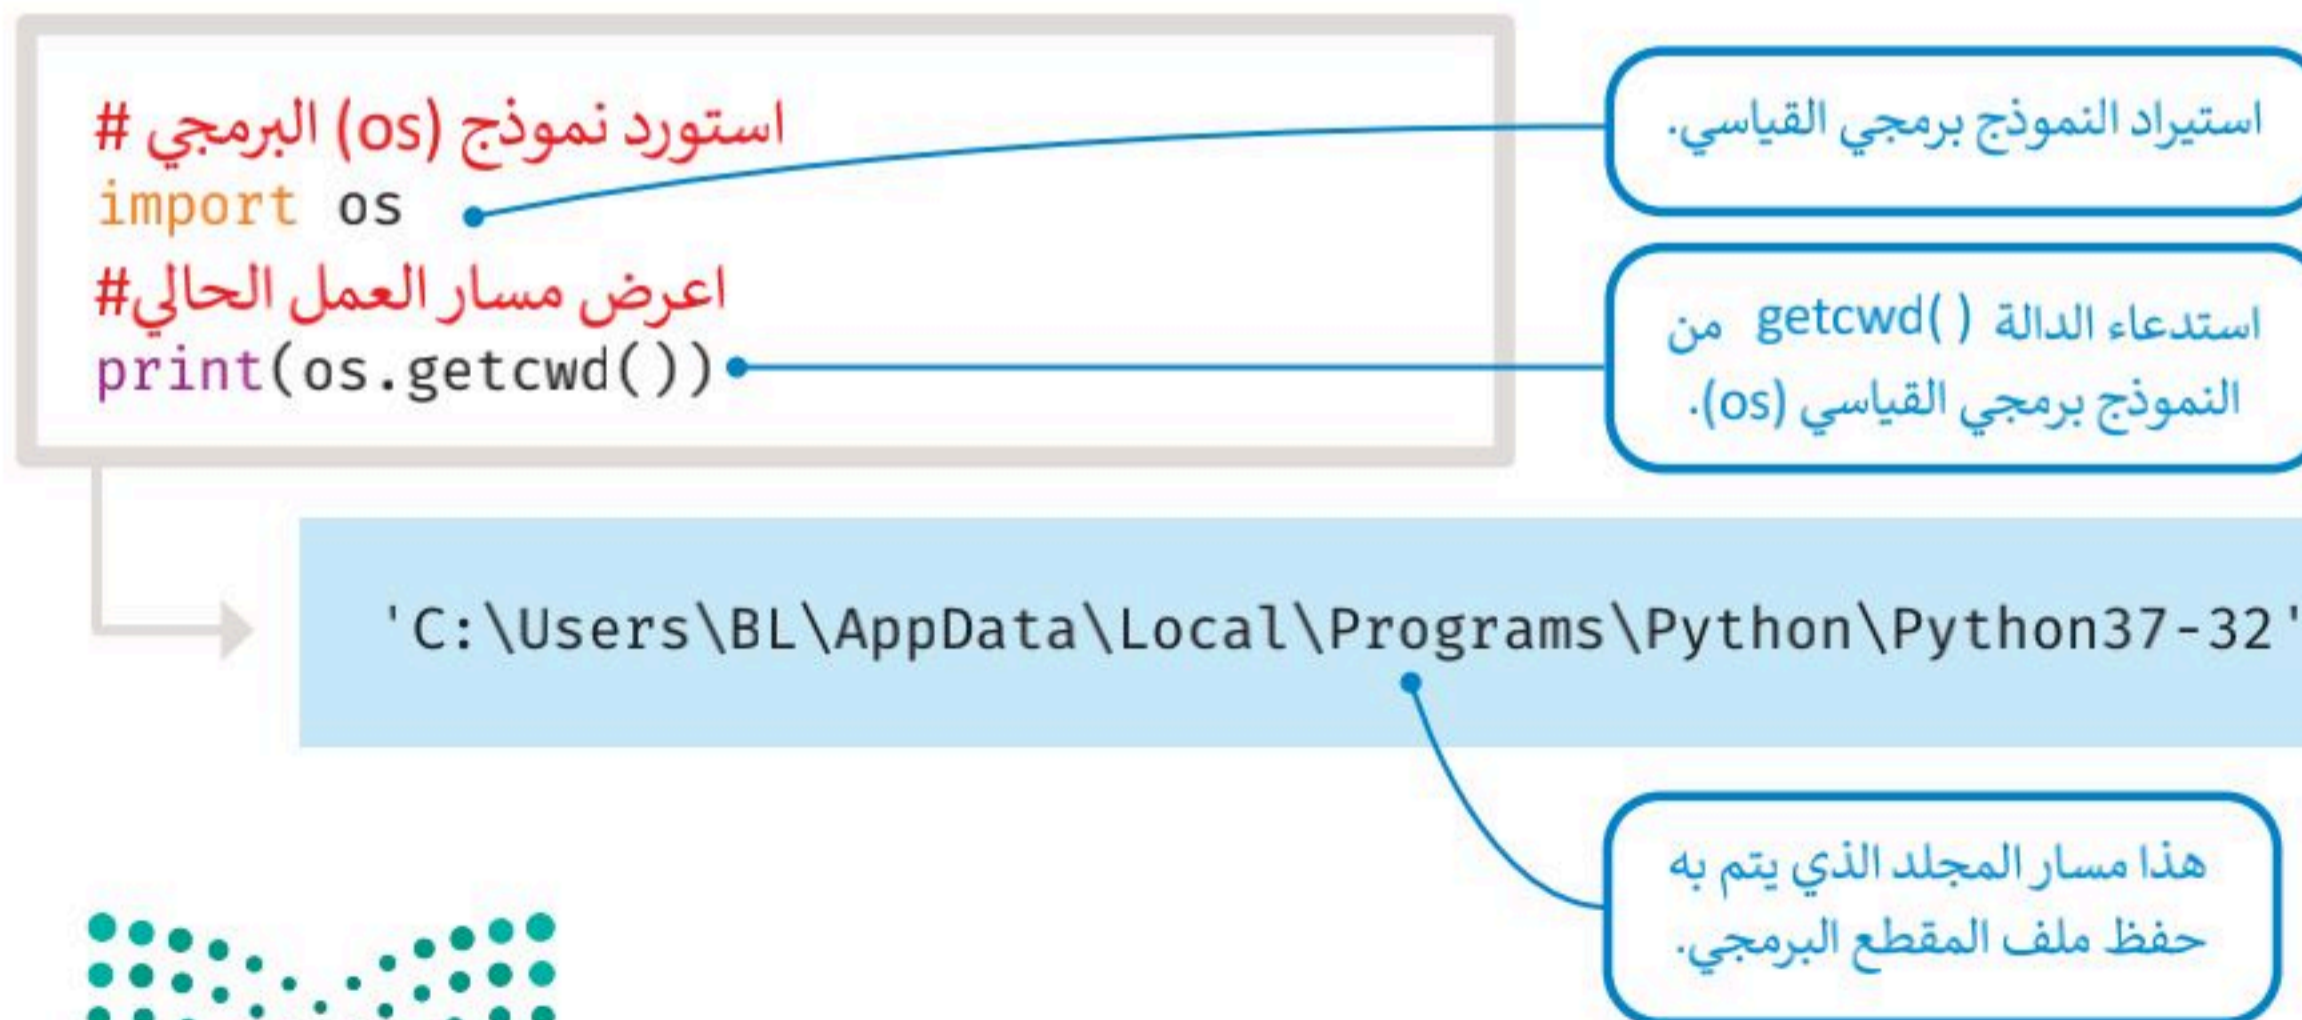 # استورد نموذج (os) البرمجي
import os
#اعرض مسار العمل الحالي
print(os.getcwd())
استيراد النموذج برمجي القياسي.
استدعاء الدالة getcwd( ) من
النموذج برمجي القياسي (os).
'C:\Users\BL\AppData\Local\Programs\Python\Python37-32'
هذا مسار المجلد الذي يتم به
حفظ ملف المقطع البرمجي.